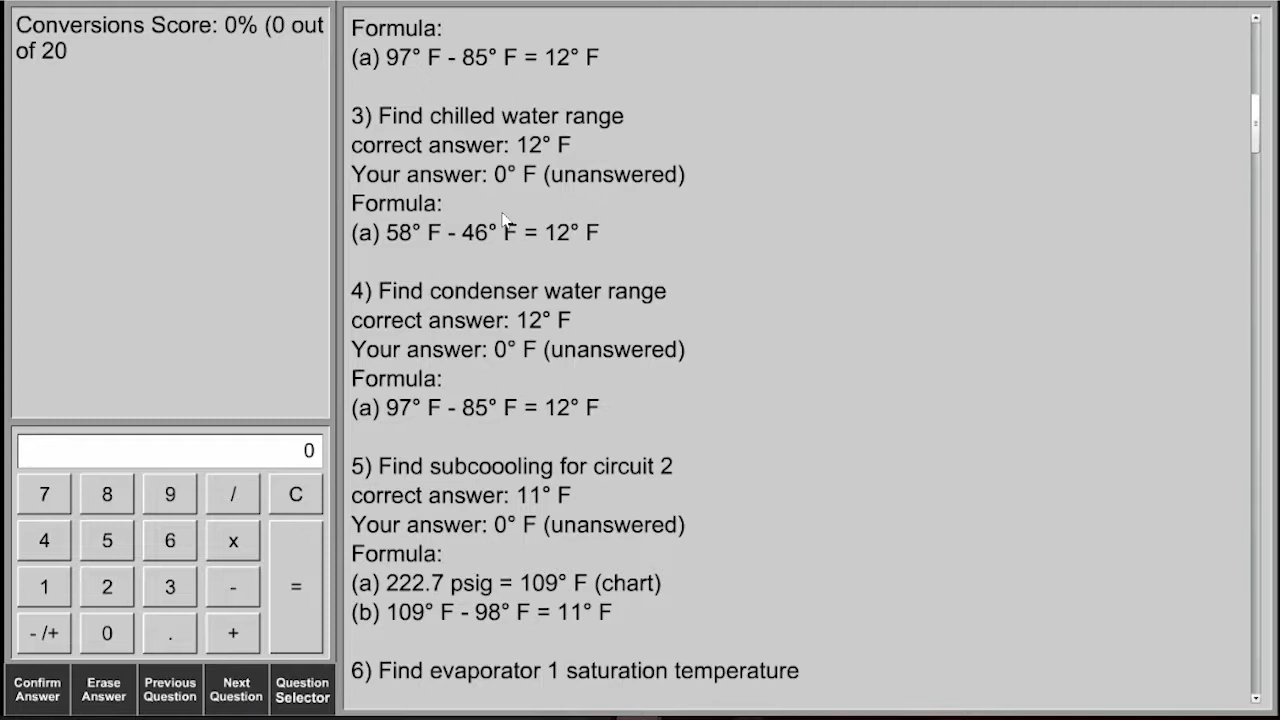 Conversions Score: 0% (0 out
of 20
Formula:
(a) 97° F - 85° F = 12° F
3) Find chilled water range
correct answer: 12° F
Your answer: 0° F (unanswered)
Formula:
(a) 58° F - 46° F = 12° F
4) Find condenser water range
correct answer: 12° F
Your answer: 0° F (unanswered)
Formula:
(a) 97° F - 85° F = 12° F
5) Find subcoooling for circuit 2
correct answer: 11° F
Your answer: 0° F (unanswered)
Formula:
(a) 222.7 psig = 109° F (chart)
(b) 109° F - 98° F = 11° F
6) Find evaporator 1 saturation temperature
0
7 8 9 / C
4 5 6 x
1 2 3 - =
- /+ 0 . +
Confirm Answer
Erase Answer
Previous Question
Next Question
Question Selector